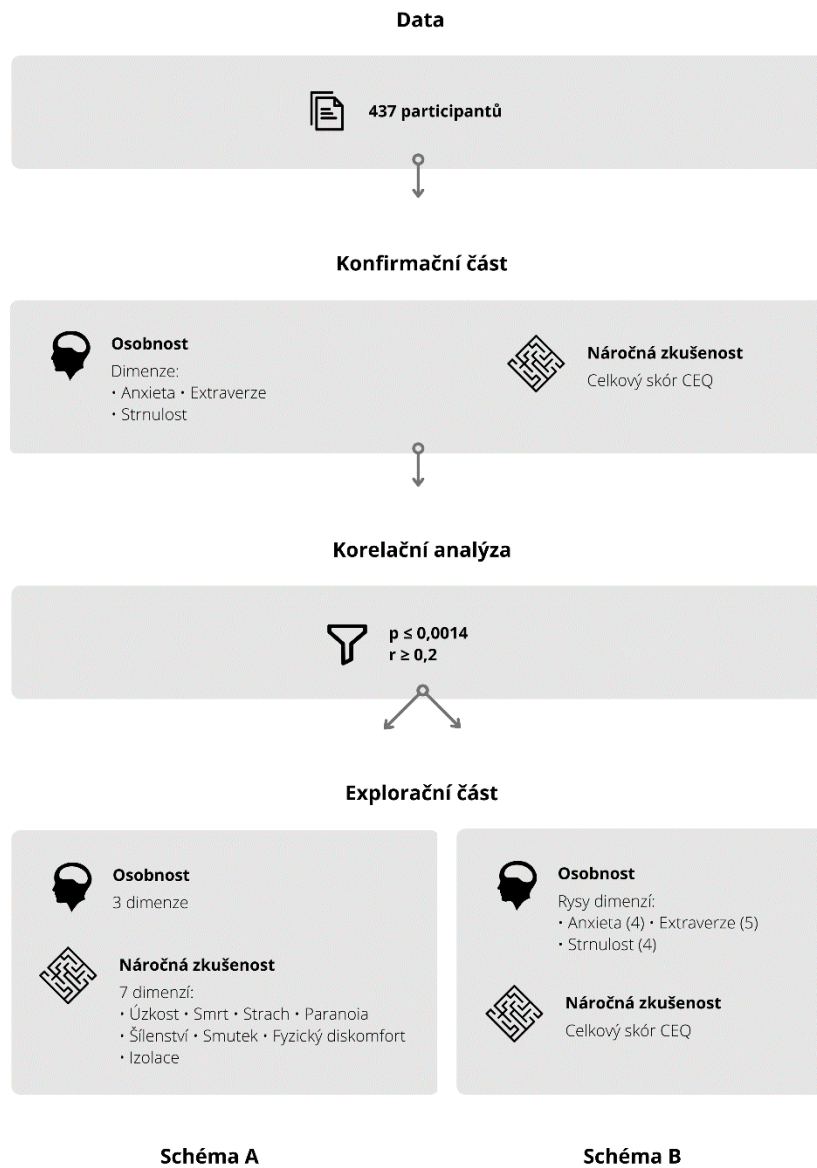 Data
437 participantů
Konfirmační část
Osobnost
Dimenze:
• Anxieta • Extraverze
• Strnulost
Náročná zkušenost
Celkový skór CEQ
Korelační analýza
p ≤ 0,0014
r ≥ 0,2
Explorační část
Osobnost
3 dimenze
Náročná zkušenost
7 dimenzí:
• Úzkost • Smrt • Strach • Paranoia
• Šílenství • Smutek • Fyzický diskomfort
• Izolace
Osobnost
Rysy dimenzí:
• Anxieta (4) • Extraverze (5)
• Strnulost (4)
Náročná zkušenost
Celkový skór CEQ
Schéma A
Schéma B